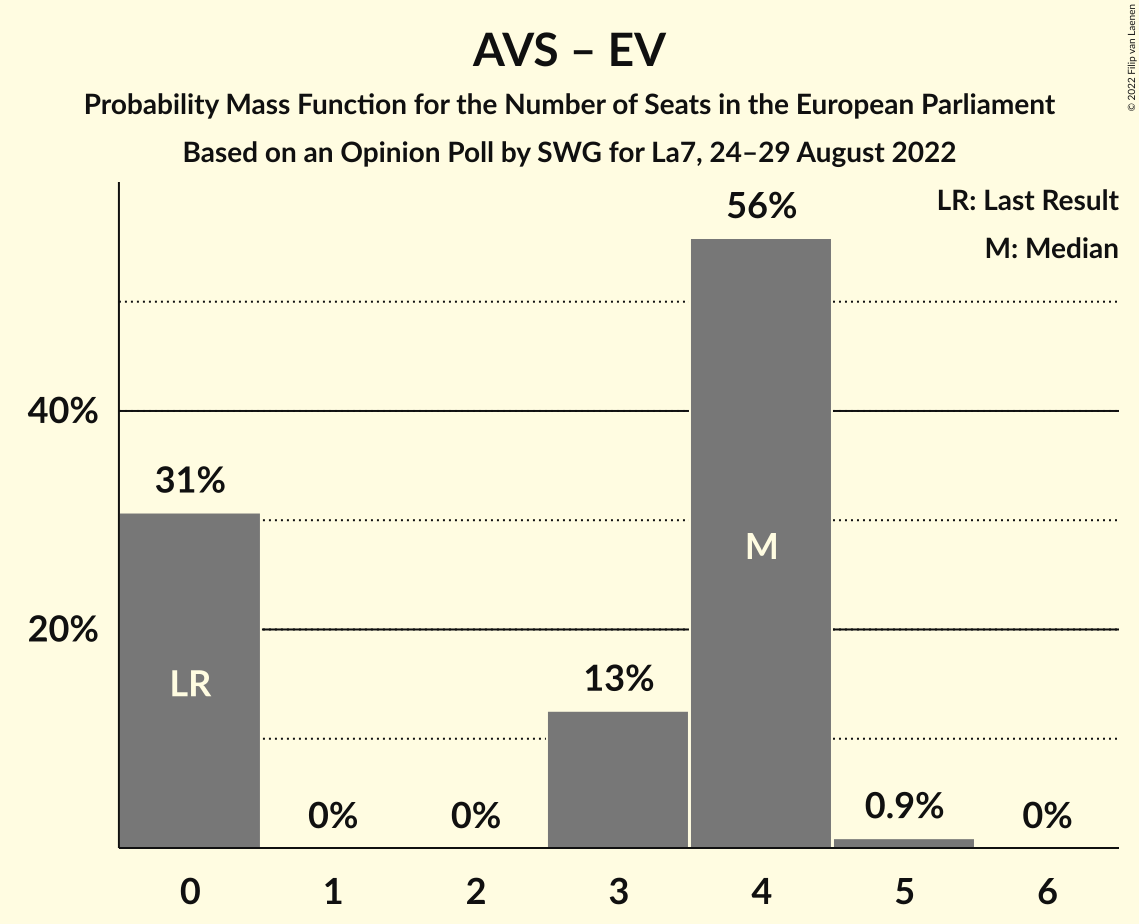 AVS – EV
Probability Mass Function for the Number of Seats in the European Parliament
Based on an Opinion Poll by SWG for La7, 24–29 August 2022
© 2022 Filip van Laenen
LR: Last Result
M: Median
56%
40%
31%
M
20%
LR
13%
0%
0%
0.9%
0%
0 1 2 3 4 5 6